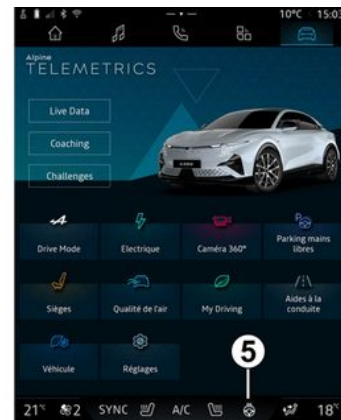 10°C 15:03
Alpine
TELEMETRICS
Live Data
Coaching
Challenges
Drive Mode
Electrique
Caméra 360°
Parking mains
libres
Sièges
Qualité de l'air
My Driving
Aides à la
conduite
Véhicule
Réglages
5
21° 2 SYNC A/C 18°